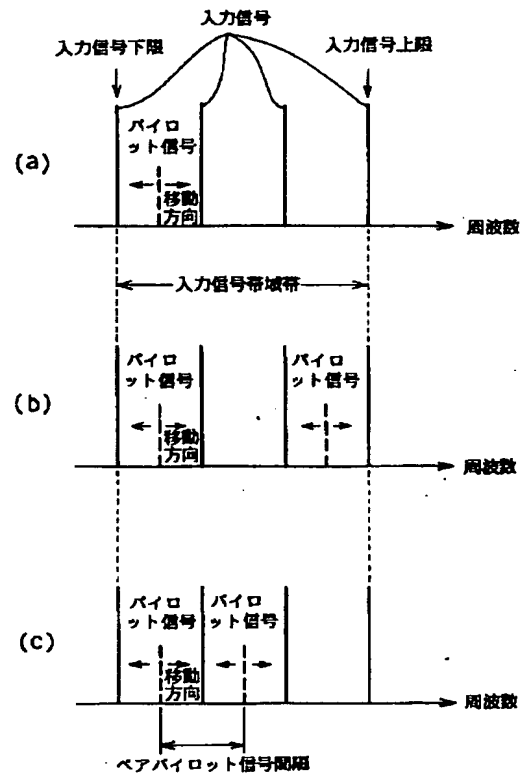 入力信号
入力信号下限
入力信号上限
(a)
パイロ
ット信号
移動
方向
周波数
入力信号帯域帯
(b)
パイロ
ット信号
移動
方向
パイロ
ット信号
周波数
(c)
パイロ
ット信号
移動
方向
パイロ
ット信号
周波数
ペアパイロット信号間隔